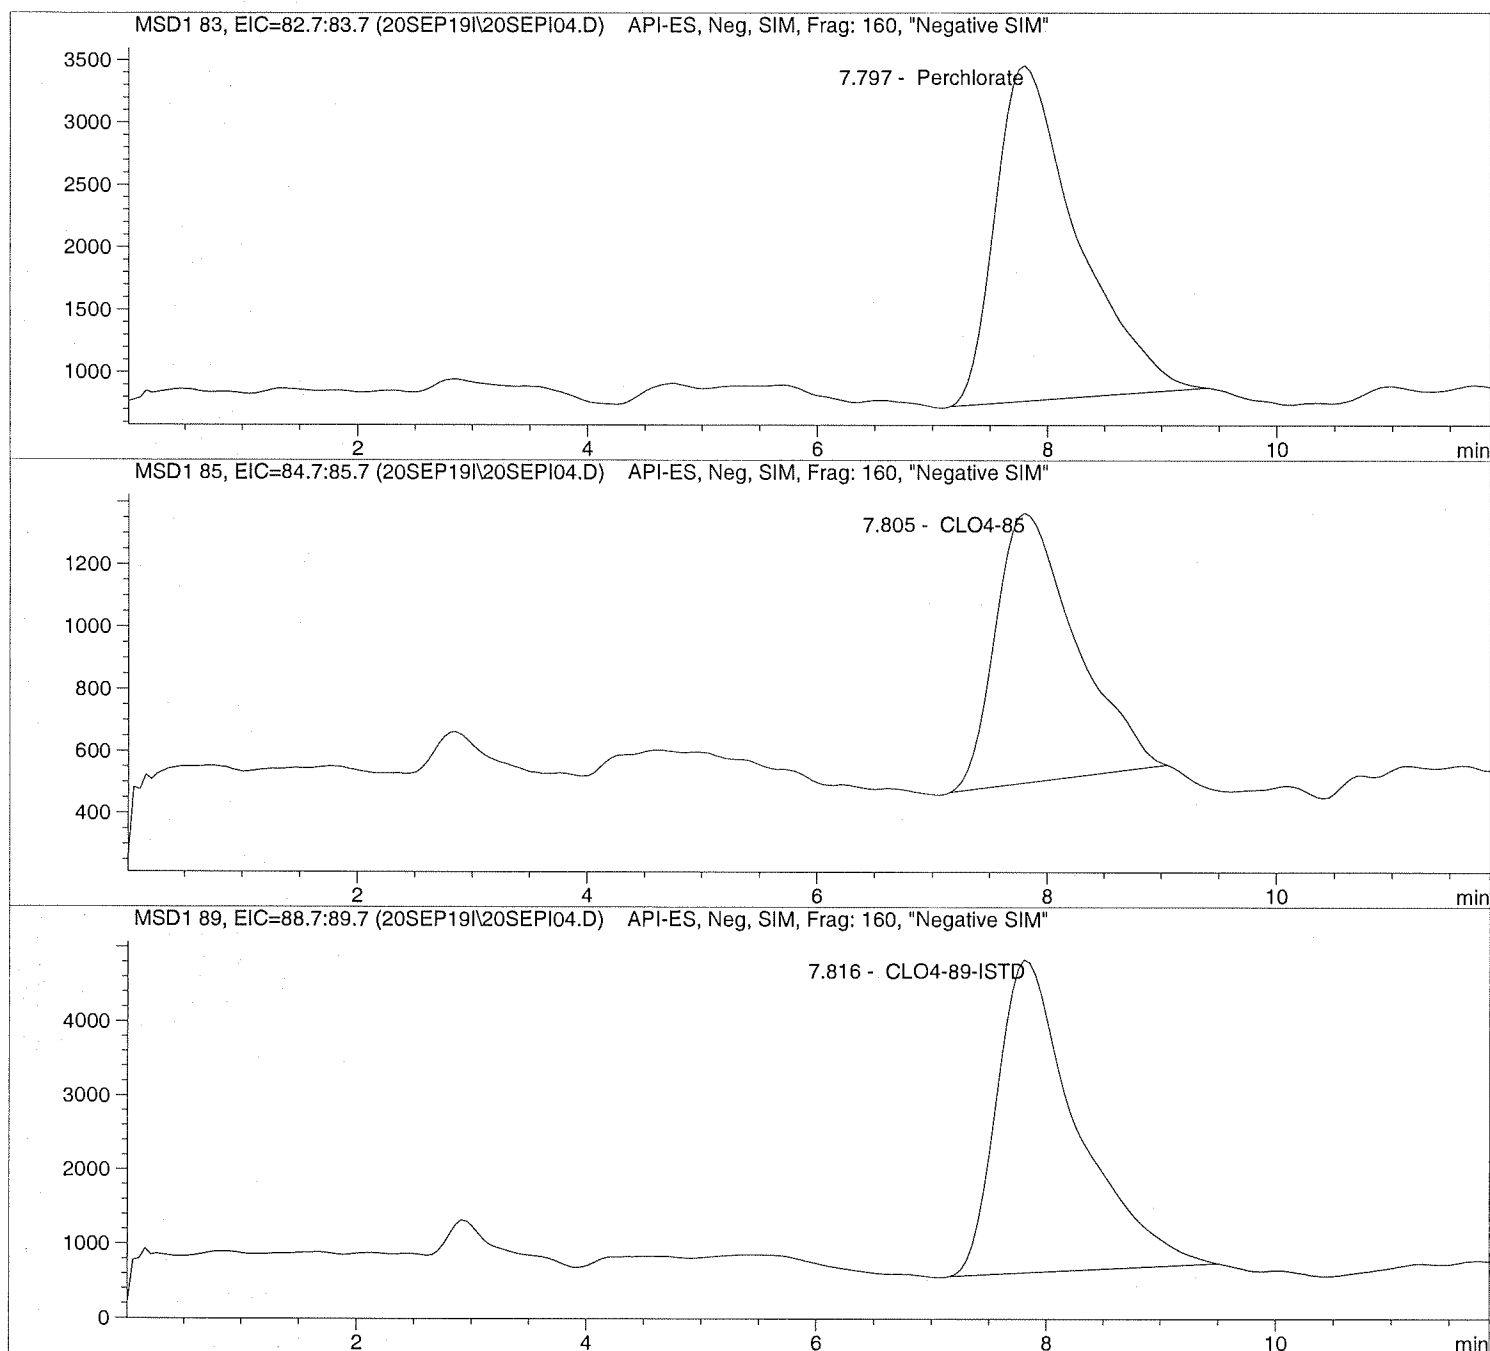 MSD1 83, EIC=82.7:83.7 (20SEP19I\20SEPI04.D) API-ES, Neg, SIM, Frag: 160, "Negative SIM"
3500
7.797 - Perchlorate
3000
2500
2000
1500
1000
2 4 6 8 10 min
MSD1 85, EIC=84.7:85.7 (20SEP19I\20SEPI04.D) API-ES, Neg, SIM, Frag: 160, "Negative SIM"
7.805 - CLO4-85
1200
1000
800
600
400
2 4 6 8 10 min
MSD1 89, EIC=88.7:89.7 (20SEP19I\20SEPI04.D) API-ES, Neg, SIM, Frag: 160, "Negative SIM"
7.816 - CLO4-89-ISTD
4000
3000
2000
1000
0
2 4 6 8 10 min